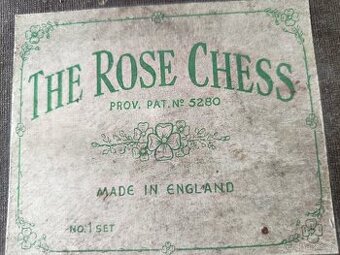 THE ROSE CHESS
PROV. PAT. Nº 5280
MADE IN ENGLAND
NO. 1 SET